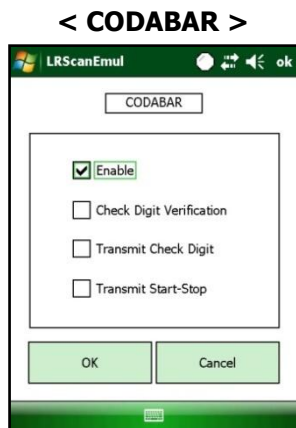 < CODABAR >
LRScanEmul ok
CODABAR
Enable
Check Digit Verification
Transmit Check Digit
Transmit Start-Stop
OK Cancel